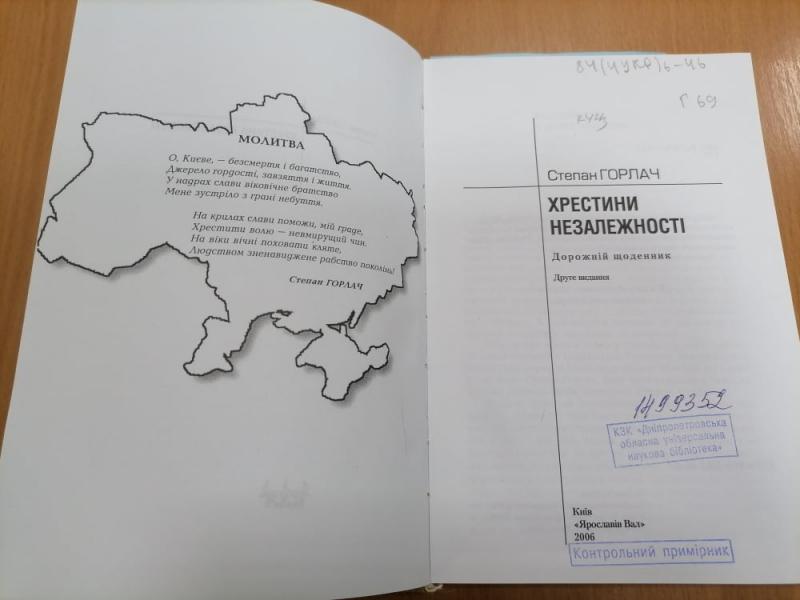 МОЛИТВА
О, Києве, — безсмертя і багатство,
Джерело гордості, завзяття і життя.
У надрах слави віковічне братство
Мене зустріло з грані небуття.
На крилах слави поможи, мій граде,
Хрестити волю — невмирущий чин.
На віки вічні поховати кляте,
Людством зненавиджене рабство поколінь!
Степан ГОРЛАЧ
84(4УКР)6-46
Г 69
Степан ГОРЛАЧ
ХРЕСТИНИ
НЕЗАЛЕЖНОСТІ
Дорожній щоденник
Друге видання
1499352
КЗК «Дніпропетровська
обласна універсальна
наукова бібліотека»
Київ
«Ярославів Вал»
2006
Контрольний примірник